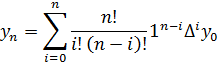 $y_n = \sum_{i=0}^{n} \frac{n!}{i!\,(n-i)!} 1^{n-i} \Delta^i y_0$